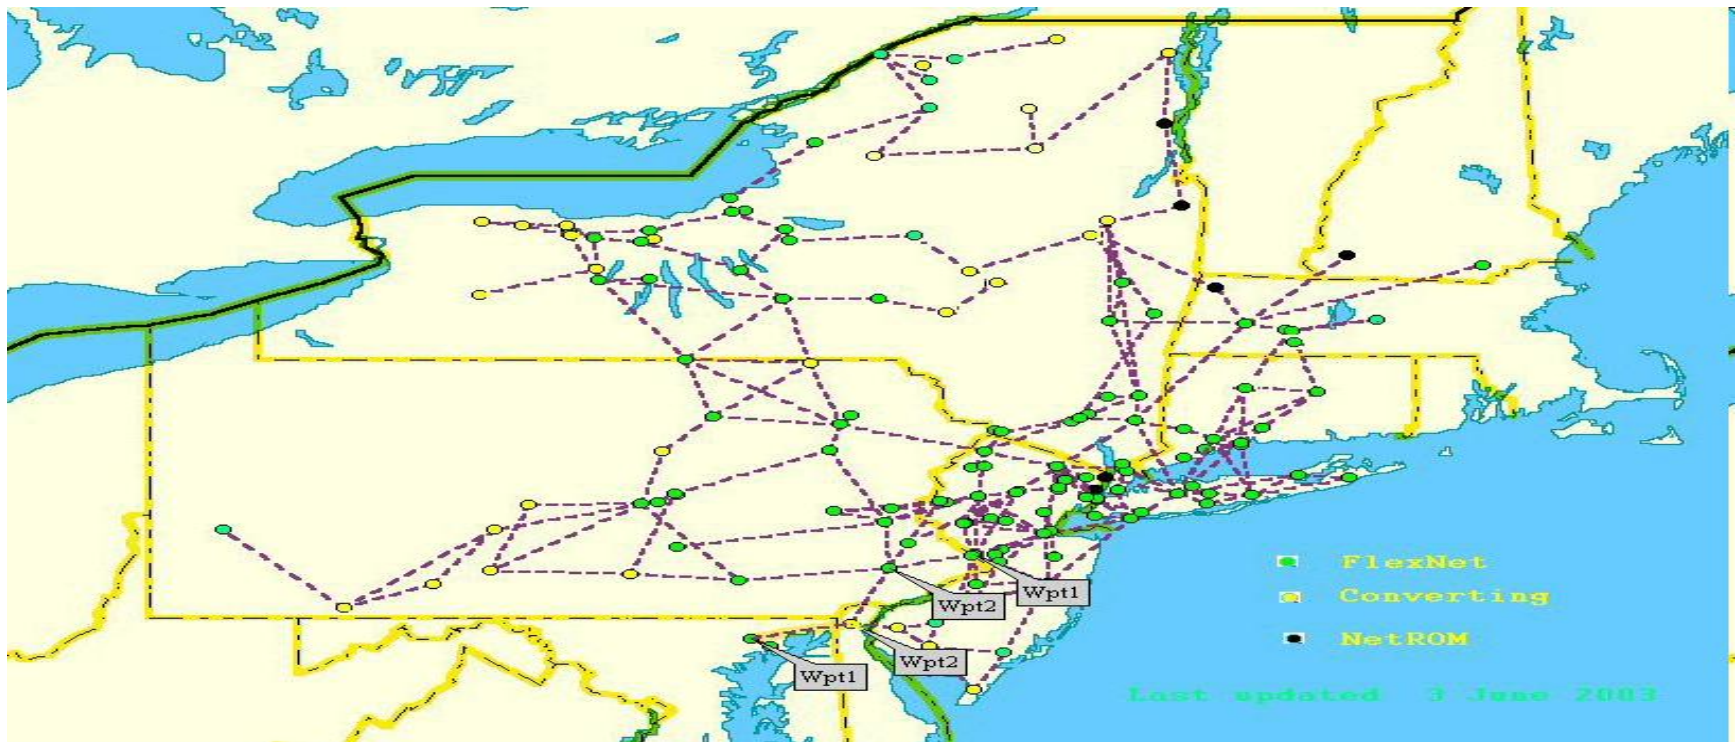 FlexNet
Wpt1
Converting
Wpt2
NetROM
Wpt2
Wpt1
Last updated 3 June 2003